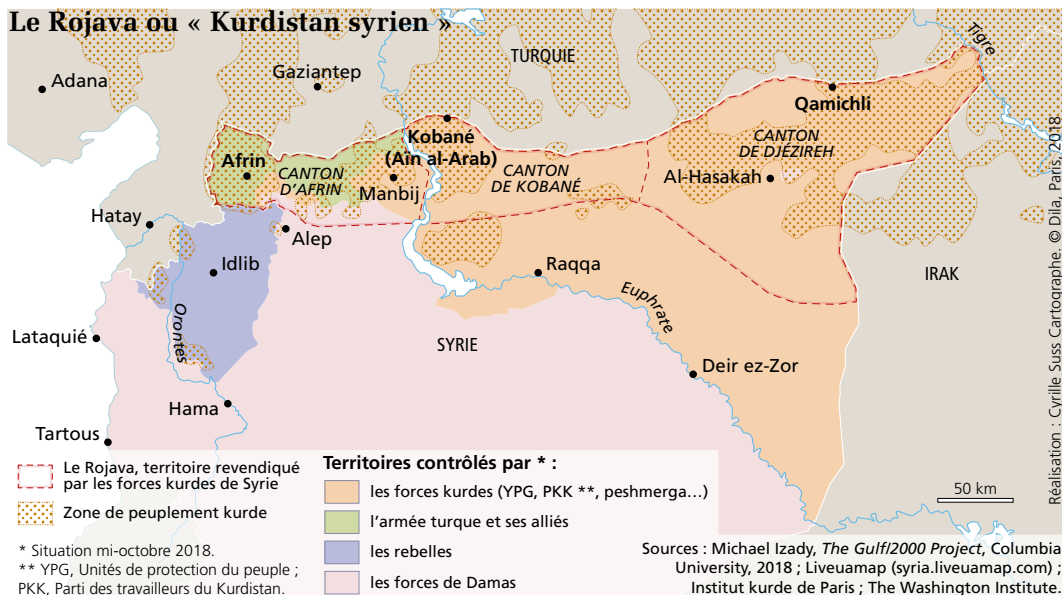 Le Rojava ou « Kurdistan syrien »
TURQUIE
Tigre
Adana
Gaziantep
Qamichli
Kobané
(Aïn al-Arab)
Afrin
CANTON
D'AFRIN
Manbij
CANTON
DE KOBANÉ
CANTON
DE DJÉZIREH
Al-Hasakah
Hatay
Alep
Idlib
Raqqa
IRAK
Euphrate
Orontes
Lataquié
SYRIE
Deir ez-Zor
Hama
Tartous
Le Rojava, territoire revendiqué
par les forces kurdes de Syrie
Zone de peuplement kurde
* Situation mi-octobre 2018.
** YPG, Unités de protection du peuple ;
PKK, Parti des travailleurs du Kurdistan.
Territoires contrôlés par * :
les forces kurdes (YPG, PKK **, peshmerga…)
l'armée turque et ses alliés
les rebelles
les forces de Damas
50 km
Sources : Michael Izady, The Gulf/2000 Project, Columbia
University, 2018 ; Liveuamap (syria.liveuamap.com) ;
Institut kurde de Paris ; The Washington Institute.
Réalisation : Cyrille Suss Cartographe. © Dila, Paris, 2018